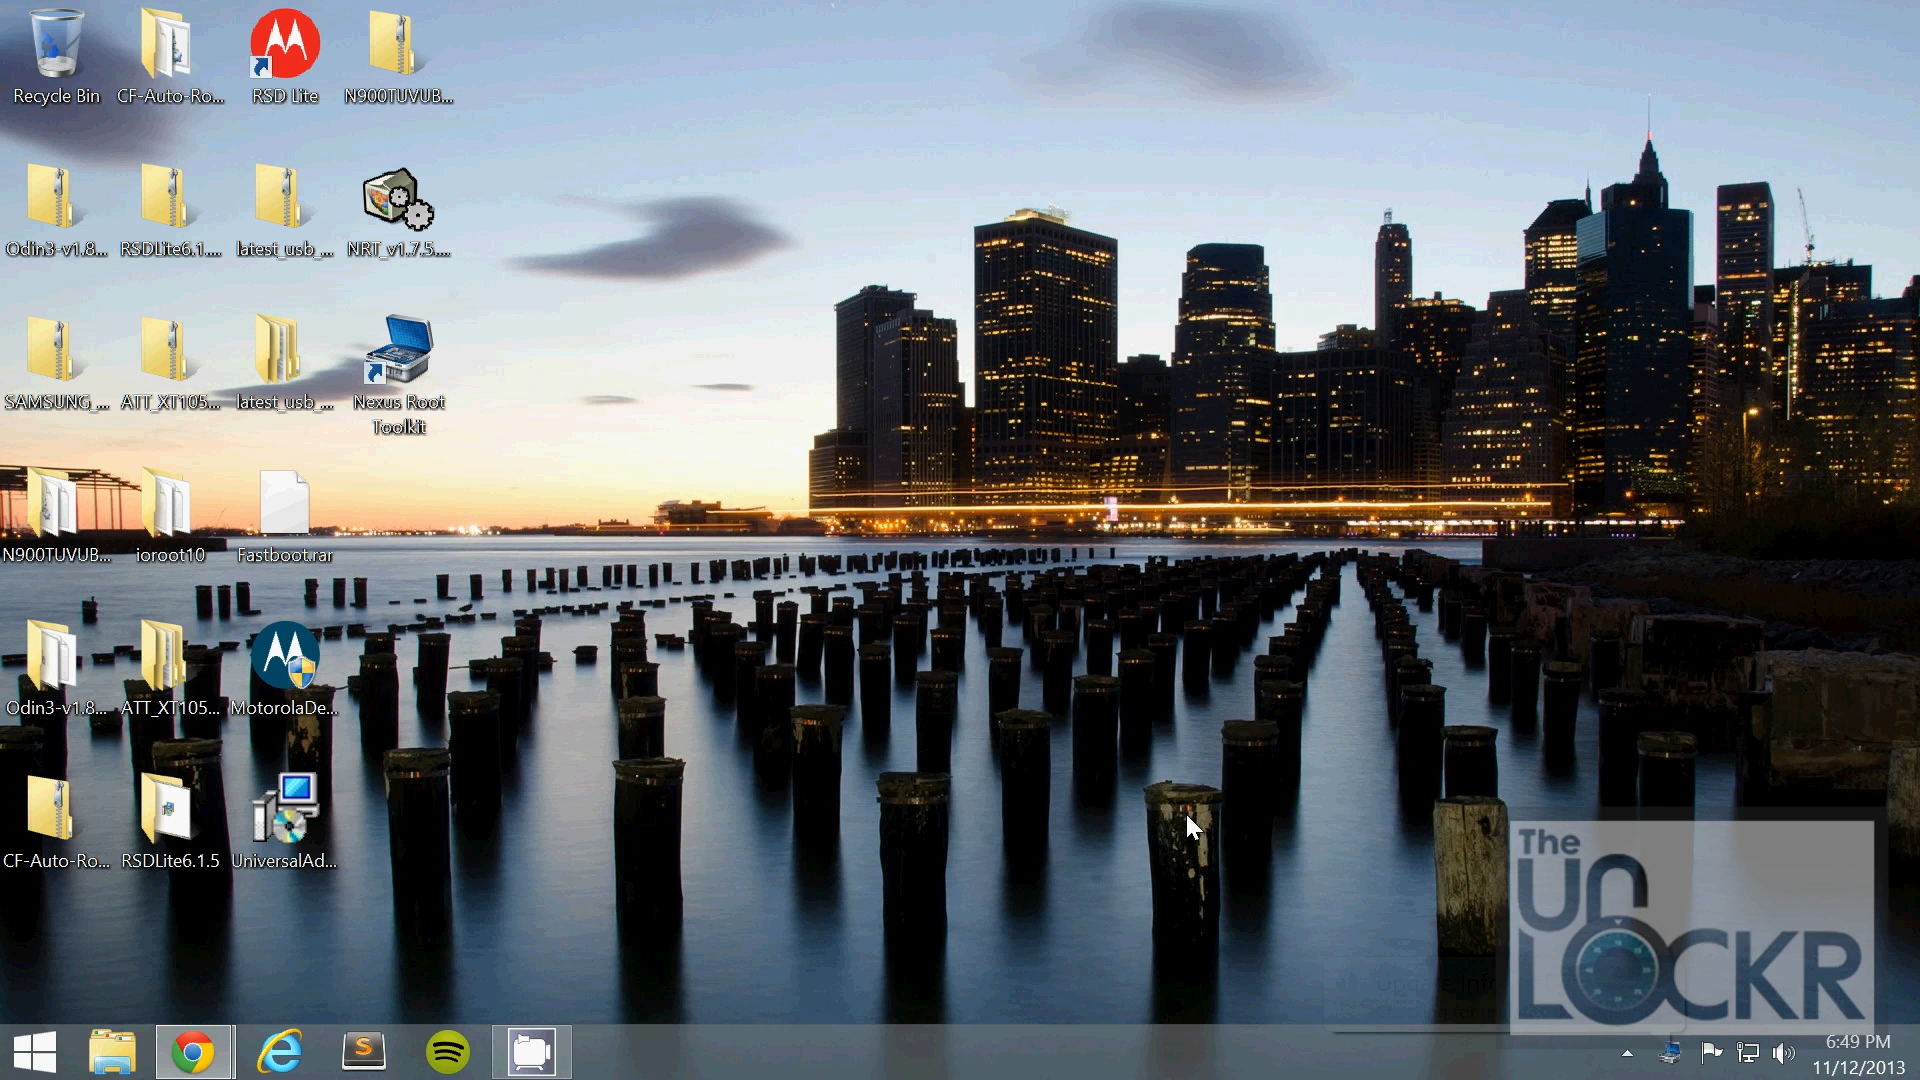 Recycle Bin
CF-Auto-Ro...
RSD Lite
N900TUVUB...
Odin3-v1.8...
RSDLite6.1....
latest_usb_...
NRT_v1.7.5....
SAMSUNG_...
ATT_XT105...
latest_usb_...
Nexus Root
Toolkit
N900TUVUB...
ioroot10
Fastboot.rar
Odin3-v1.8...
ATT_XT105...
MotorolaDe...
CF-Auto-Ro...
RSDLite6.1.5
UniversalAd...
The
UNLOCKR
6:49 PM
11/12/2013